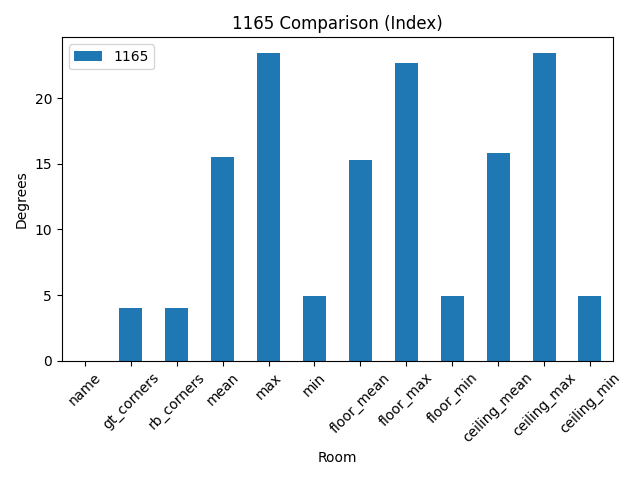 1165 Comparison (Index)
1165
20
15
10
5
0
Degrees
name
gt_corners
rb_corners
mean
max
min
floor_mean
floor_max
floor_min
ceiling_mean
ceiling_max
ceiling_min
Room